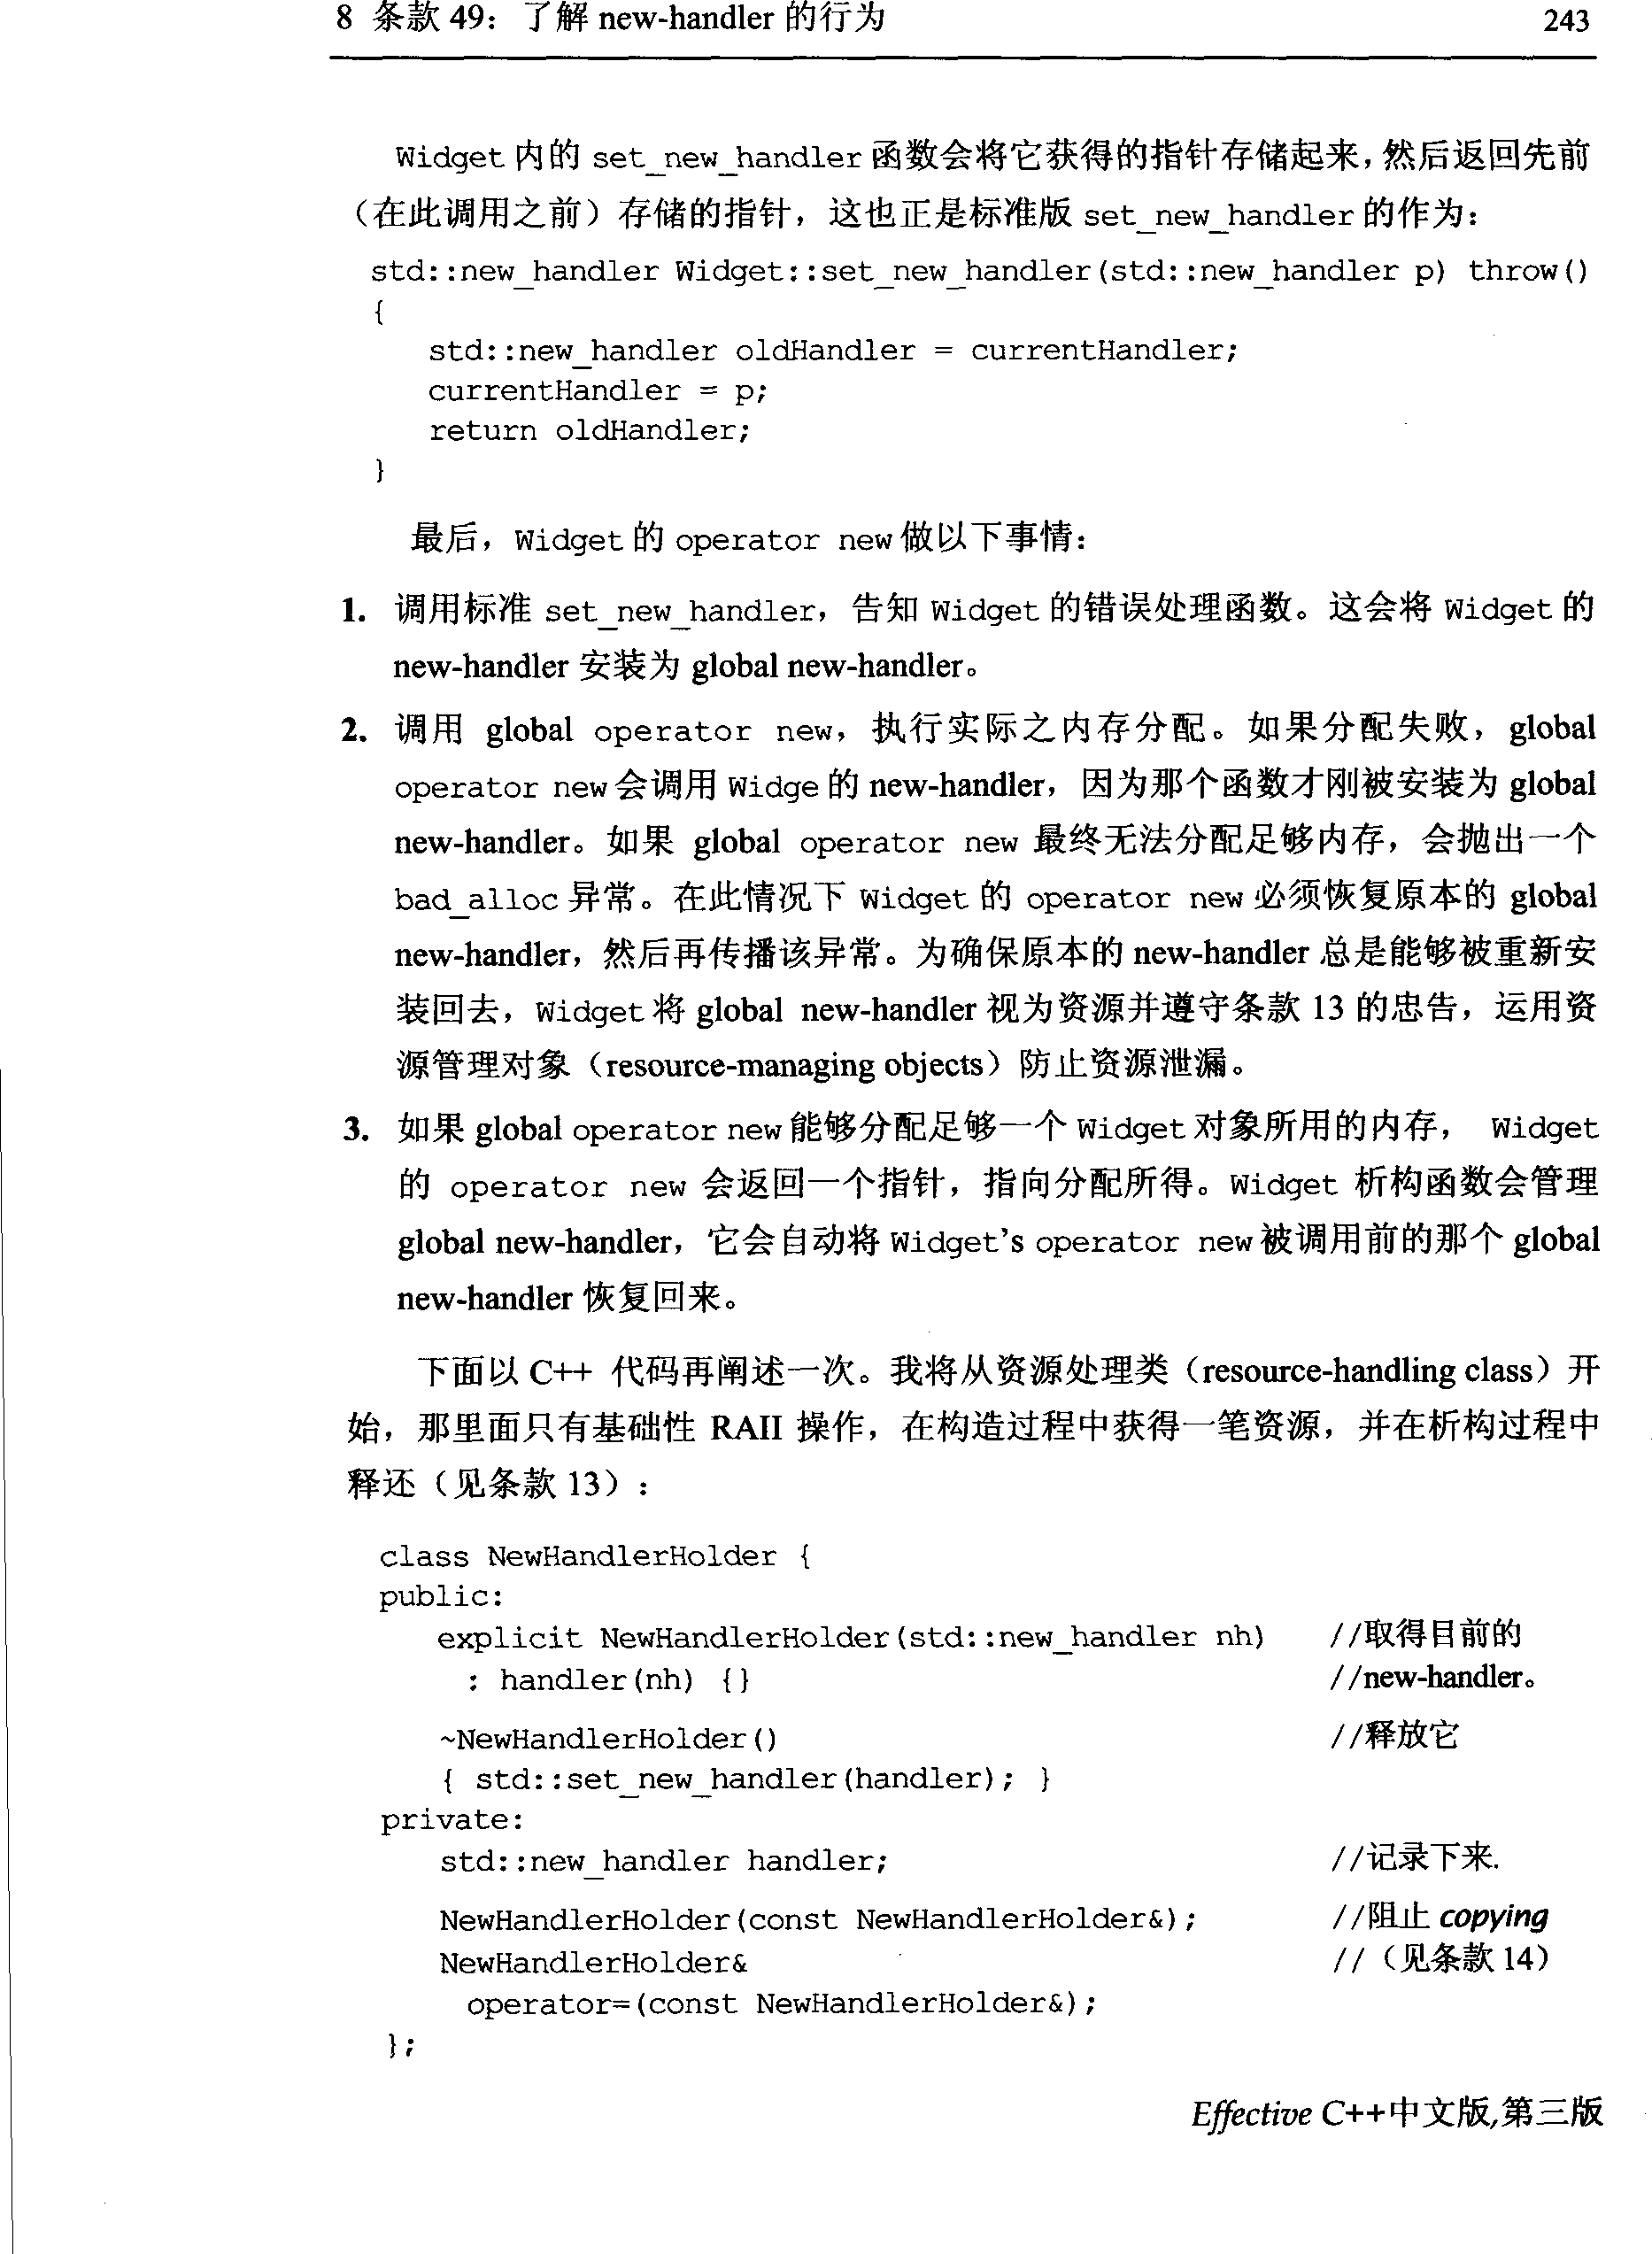 8 条款 49：了解 new-handler 的行为 243
Widget 内的 set_new_handler 函数会将它获得的指针存储起来，然后返回先前
（在此调用之前）存储的指针，这也正是标准版 set_new_handler 的作为：
std::new_handler Widget::set_new_handler(std::new_handler p) throw()
{
std::new_handler oldHandler = currentHandler;
currentHandler = p;
return oldHandler;
}
最后，Widget 的 operator new 做以下事情：
1. 调用标准 set_new_handler，告知 Widget 的错误处理函数。这会将 Widget 的
new-handler 安装为 global new-handler。
2. 调用 global operator new，执行实际之内存分配。如果分配失败，global
operator new 会调用 Widge 的 new-handler，因为那个函数才刚被安装为 global
new-handler。如果 global operator new 最终无法分配足够内存，会抛出一个
bad_alloc 异常。在此情况下 Widget 的 operator new 必须恢复原本的 global
new-handler，然后再传播该异常。为确保原本的 new-handler 总是能够被重新安
装回去，Widget 将 global new-handler 视为资源并遵守条款 13 的忠告，运用资
源管理对象（resource-managing objects）防止资源泄漏。
3. 如果 global operator new 能够分配足够一个 Widget 对象所用的内存， Widget
的 operator new 会返回一个指针，指向分配所得。Widget 析构函数会管理
global new-handler，它会自动将 Widget's operator new 被调用前的那个 global
new-handler 恢复回来。
下面以 C++ 代码再阐述一次。我将从资源处理类（resource-handling class）开
始，那里面只有基础性 RAII 操作，在构造过程中获得一笔资源，并在析构过程中
释还（见条款 13）：
class NewHandlerHolder {
public:
explicit NewHandlerHolder(std::new_handler nh) //取得目前的
: handler(nh) {} //new-handler。
~NewHandlerHolder() //释放它
{ std::set_new_handler(handler); }
private:
std::new_handler handler; //记录下来.
NewHandlerHolder(const NewHandlerHolder&); //阻止 copying
NewHandlerHolder& //（见条款 14）
operator=(const NewHandlerHolder&);
};
Effective C++中文版,第三版